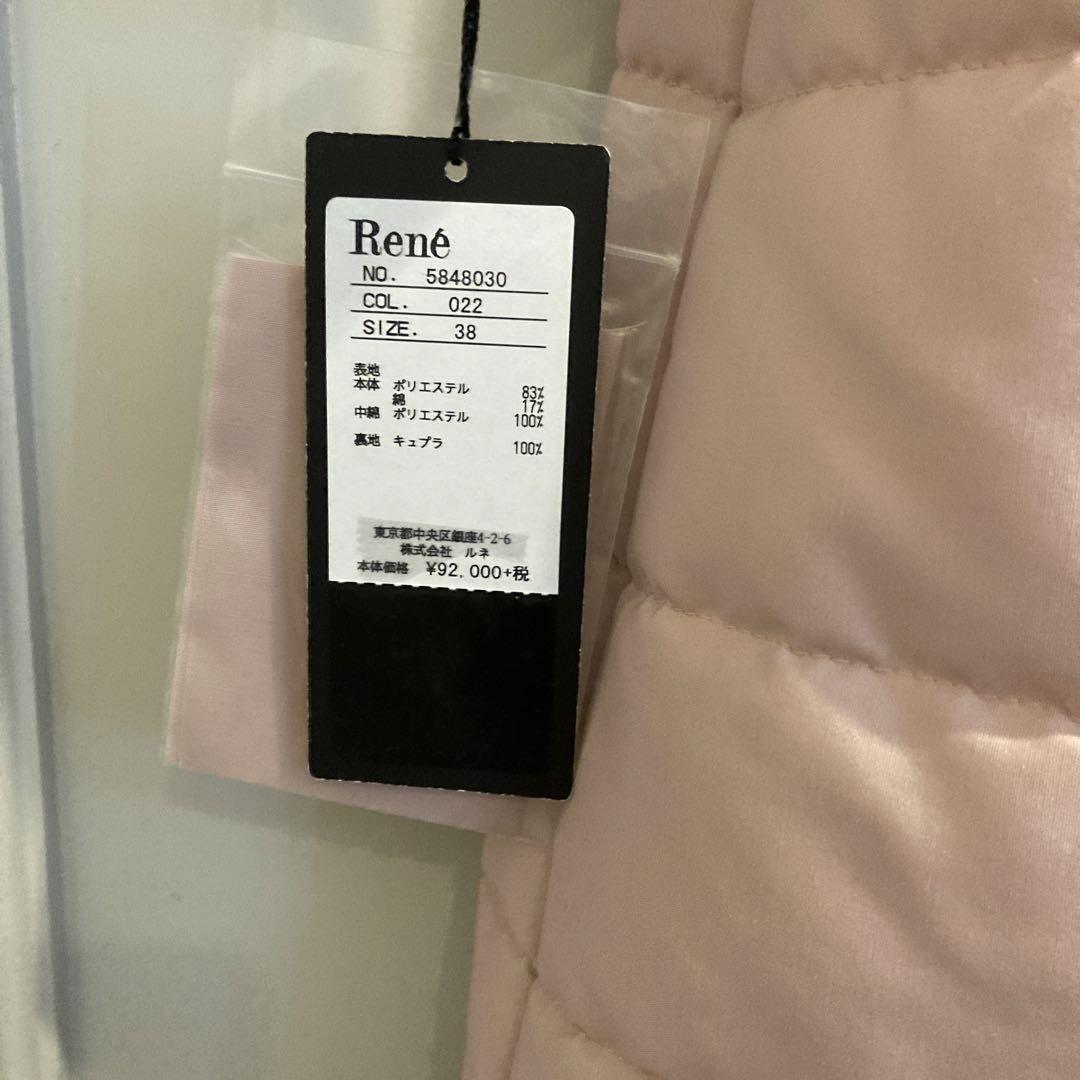 René
NO. 5848030
COL. 022
SIZE. 38
表地
本体 ポリエステル 83%
綿 17%
中綿 ポリエステル 100%
裏地 キュプラ 100%
東京都中央区銀座4-2-6
株式会社 ルネ
本体価格 ¥92,000+税